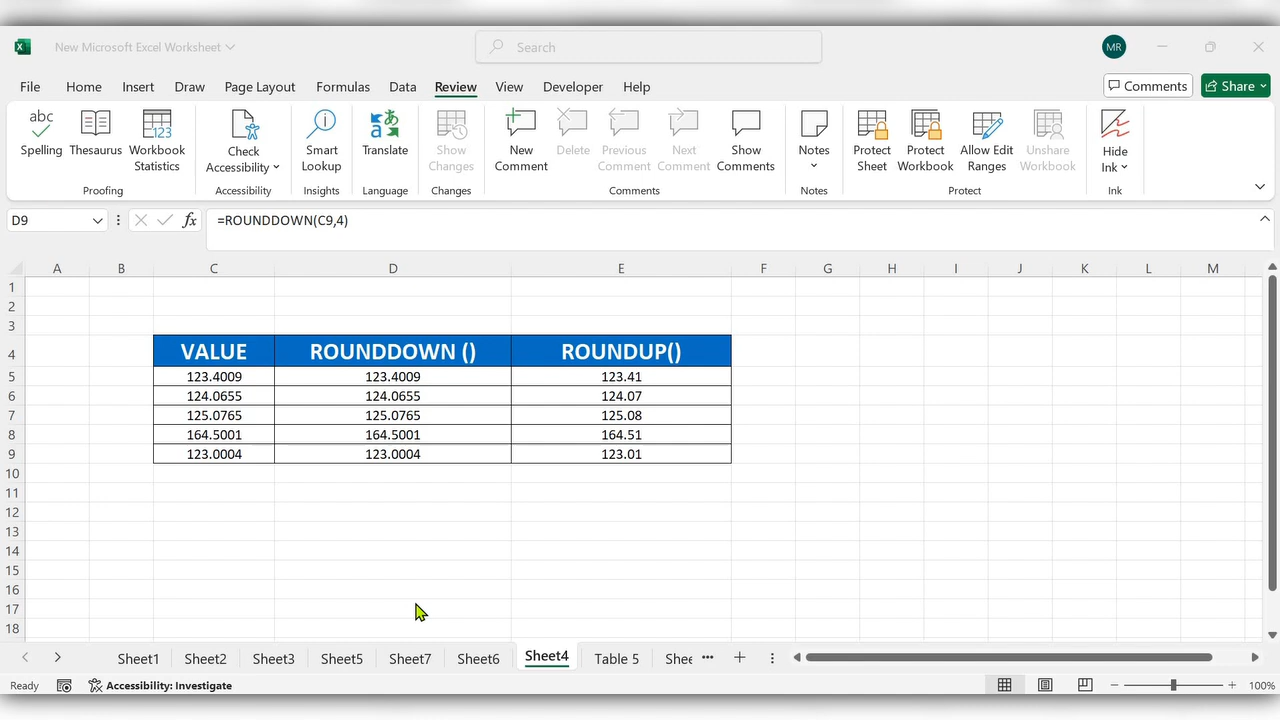 New Microsoft Excel Worksheet
Search
MR
File Home Insert Draw Page Layout Formulas Data Review View Developer Help
Comments Share
abc
Spelling
Thesaurus
123
Workbook
Statistics
Proofing
Check
Accessibility
Accessibility
Smart
Lookup
Insights
Translate
Language
Show
Changes
Changes
New
Comment
Delete
Previous
Comment
Next
Comment
Show
Comments
Comments
Notes
Notes
Protect
Sheet
Protect
Workbook
Allow Edit
Ranges
Unshare
Workbook
Protect
Hide
Ink
Ink
D9 fx =ROUNDDOWN(C9,4)
A B C D E F G H I J K L M
1
2
3
4 VALUE ROUNDDOWN () ROUNDUP()
5 123.4009 123.4009 123.41
6 124.0655 124.0655 124.07
7 125.0765 125.0765 125.08
8 164.5001 164.5001 164.51
9 123.0004 123.0004 123.01
10
11
12
13
14
15
16
17
18
Sheet1 Sheet2 Sheet3 Sheet5 Sheet7 Sheet6 Sheet4 Table 5 Shee ...
Ready Accessibility: Investigate 100%